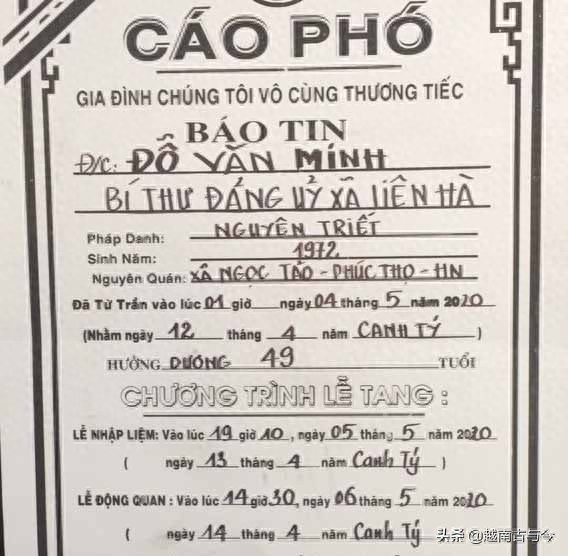 CÁO PHÓ
GIA ĐÌNH CHÚNG TÔI VÔ CÙNG THƯƠNG TIẾC
BÁO TIN
Đ/C: ĐỖ VĂN MINH
BÍ THƯ ĐẢNG UỶ XÃ LIÊN HÀ
Pháp Danh: NGUYÊN TRIẾT
Sinh Năm: 1972
Nguyên Quán: XÃ NGỌC TẢO - PHÚC THỌ - HN
Đã Từ Trần vào lúc 01 giờ ngày 04 tháng 5 năm 2020
(Nhằm ngày 12 tháng 4 năm CANH TÝ )
HƯỞNG DƯƠNG 49 TUỔI
CHƯƠNG TRÌNH LỄ TANG :
LỄ NHẬP LIỆM: Vào lúc 19 giờ 10 , ngày 05 tháng 5 năm 2020
( ngày 13 tháng 4 năm Canh Tý )
LỄ ĐỘNG QUAN : Vào lúc 14 giờ 30, ngày 06 tháng 5 năm 2020
( ngày 14 tháng 4 năm Canh Tý
头条 @越南古与今